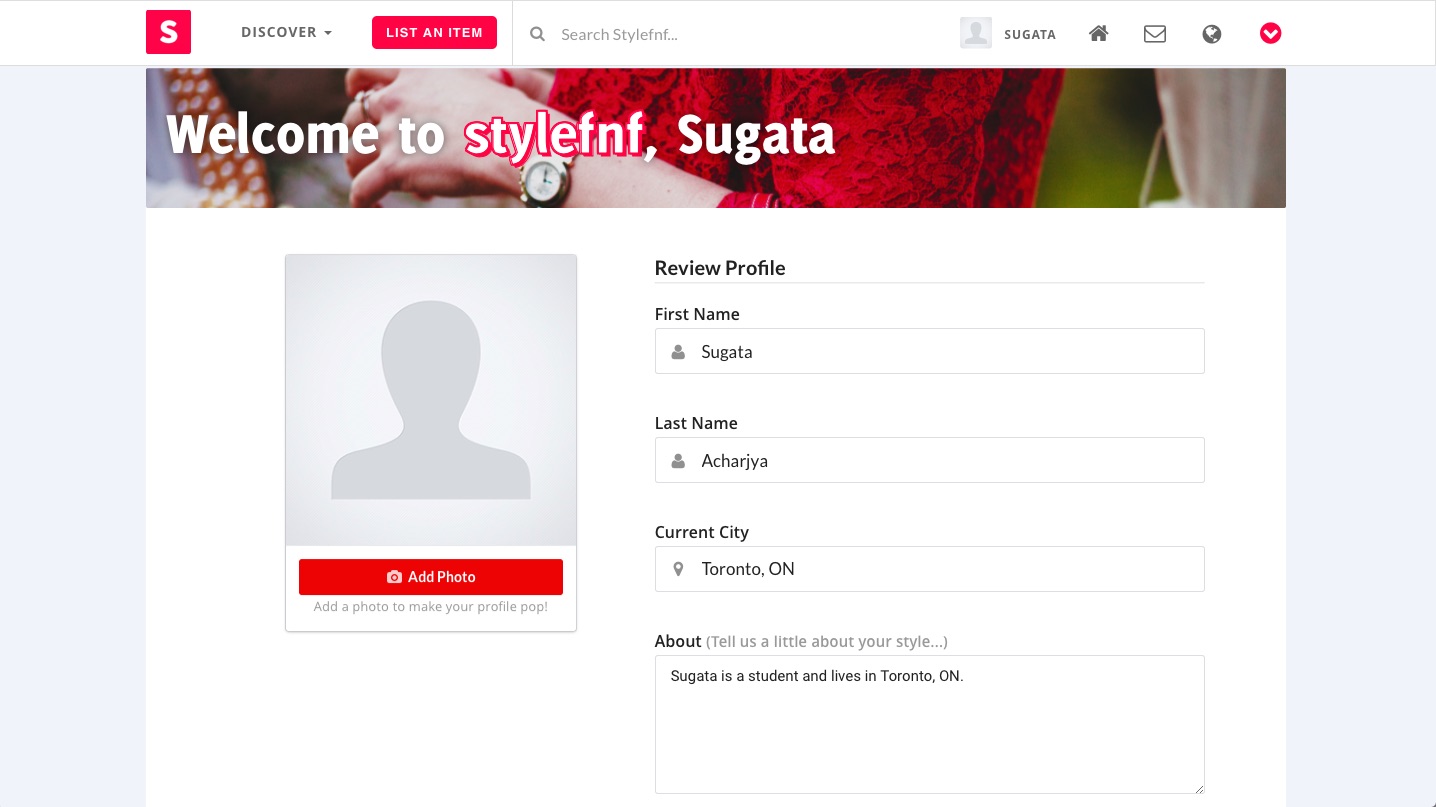 S
DISCOVER
LIST AN ITEM
Search Stylefnf...
SUGATA
Welcome to stylefnf, Sugata
Review Profile
First Name
Sugata
Last Name
Acharjya
Current City
Toronto, ON
Add Photo
Add a photo to make your profile pop!
About (Tell us a little about your style...)
Sugata is a student and lives in Toronto, ON.